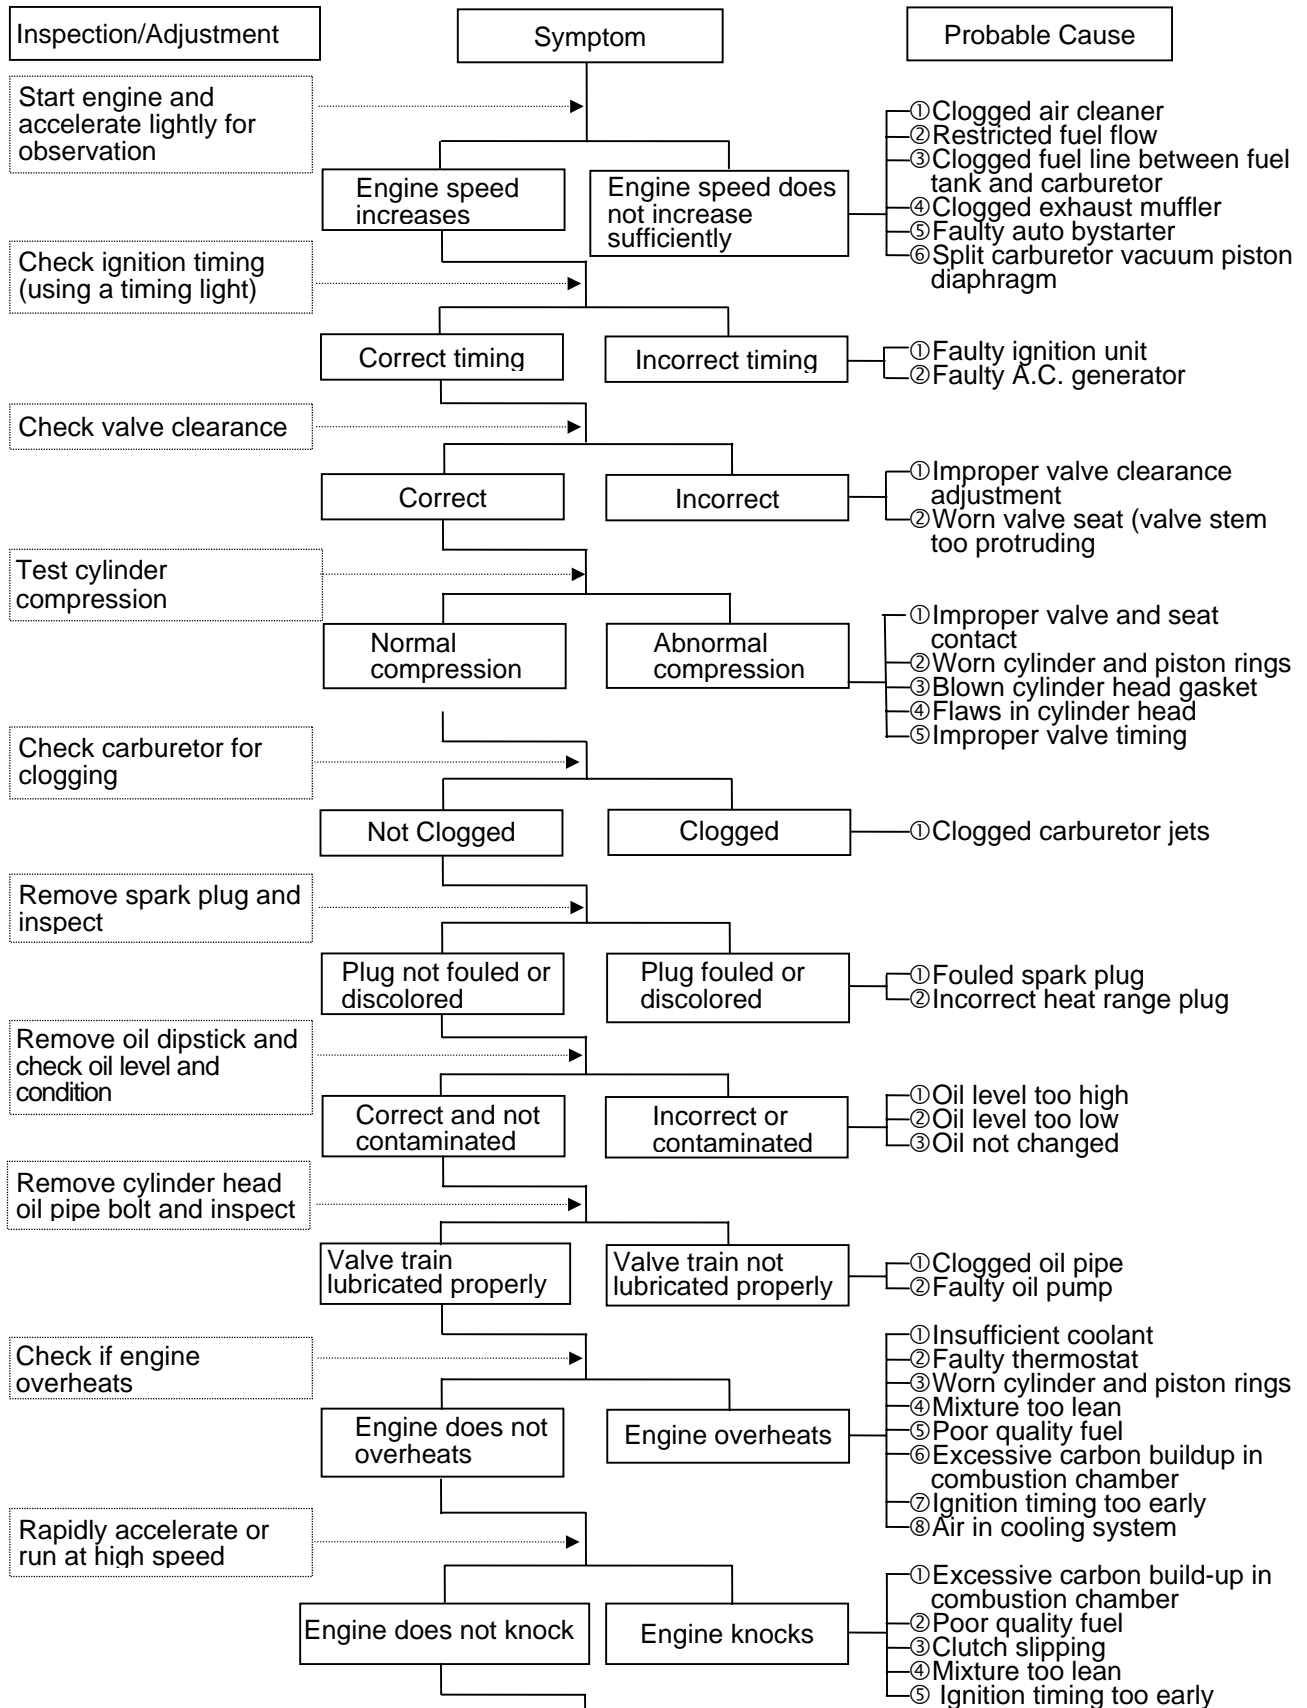 Inspection/Adjustment
Symptom
Probable Cause
Start engine and
accelerate lightly for
observation
Engine speed
increases
Engine speed does
not increase
sufficiently
①Clogged air cleaner
②Restricted fuel flow
③Clogged fuel line between fuel
tank and carburetor
④Clogged exhaust muffler
⑤Faulty auto bystarter
⑥Split carburetor vacuum piston
diaphragm
Check ignition timing
(using a timing light)
Correct timing
Incorrect timing
①Faulty ignition unit
②Faulty A.C. generator
Check valve clearance
Correct
Incorrect
①Improper valve clearance
adjustment
②Worn valve seat (valve stem
too protruding
Test cylinder
compression
Normal
compression
Abnormal
compression
①Improper valve and seat
contact
②Worn cylinder and piston rings
③Blown cylinder head gasket
④Flaws in cylinder head
⑤Improper valve timing
Check carburetor for
clogging
Not Clogged
Clogged
①Clogged carburetor jets
Remove spark plug and
inspect
Plug not fouled or
discolored
Plug fouled or
discolored
①Fouled spark plug
②Incorrect heat range plug
Remove oil dipstick and
check oil level and
condition
Correct and not
contaminated
Incorrect or
contaminated
①Oil level too high
②Oil level too low
③Oil not changed
Remove cylinder head
oil pipe bolt and inspect
Valve train
lubricated properly
Valve train not
lubricated properly
①Clogged oil pipe
②Faulty oil pump
Check if engine
overheats
Engine does not
overheats
Engine overheats
①Insufficient coolant
②Faulty thermostat
③Worn cylinder and piston rings
④Mixture too lean
⑤Poor quality fuel
⑥Excessive carbon buildup in
combustion chamber
⑦Ignition timing too early
⑧Air in cooling system
Rapidly accelerate or
run at high speed
Engine does not knock
Engine knocks
①Excessive carbon build-up in
combustion chamber
②Poor quality fuel
③Clutch slipping
④Mixture too lean
⑤ Ignition timing too early